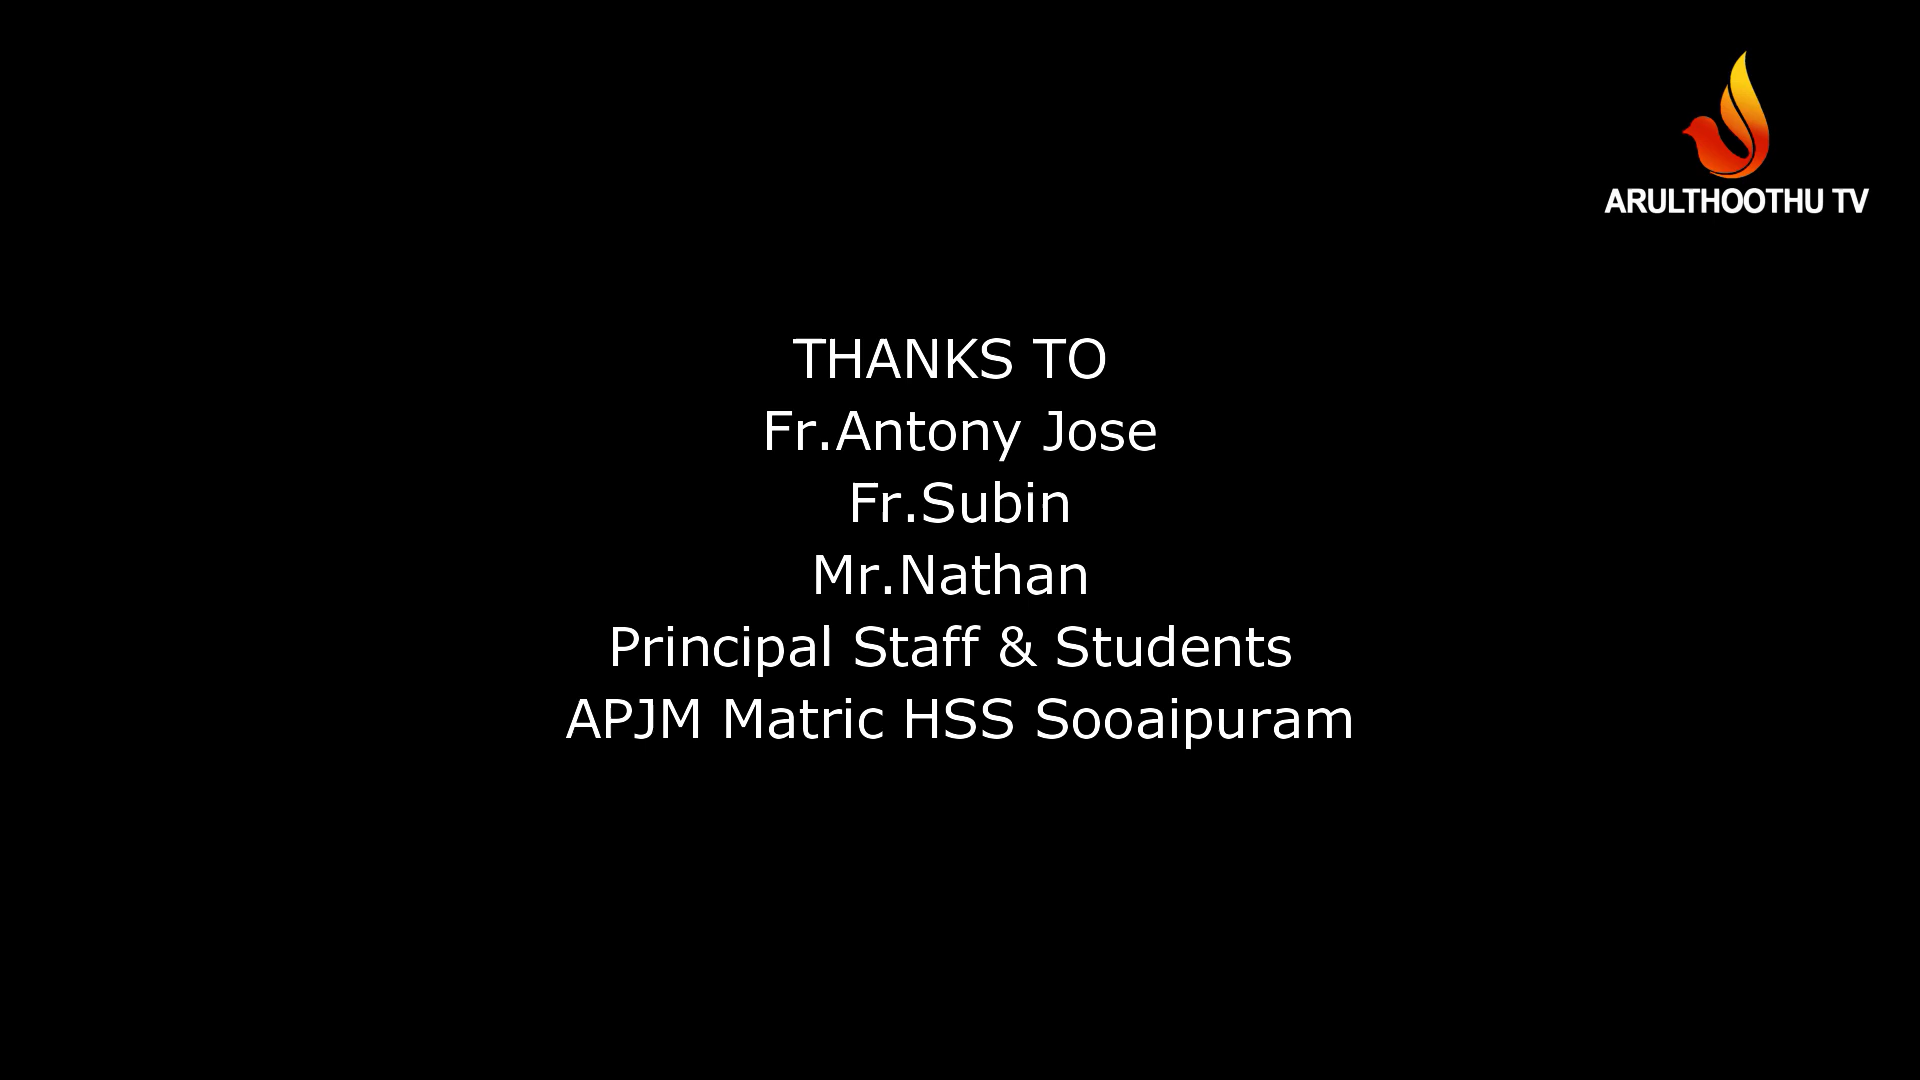 ARULTHOOTHU TV
THANKS TO
Fr.Antony Jose
Fr.Subin
Mr.Nathan
Principal Staff & Students
APJM Matric HSS Sooaipuram